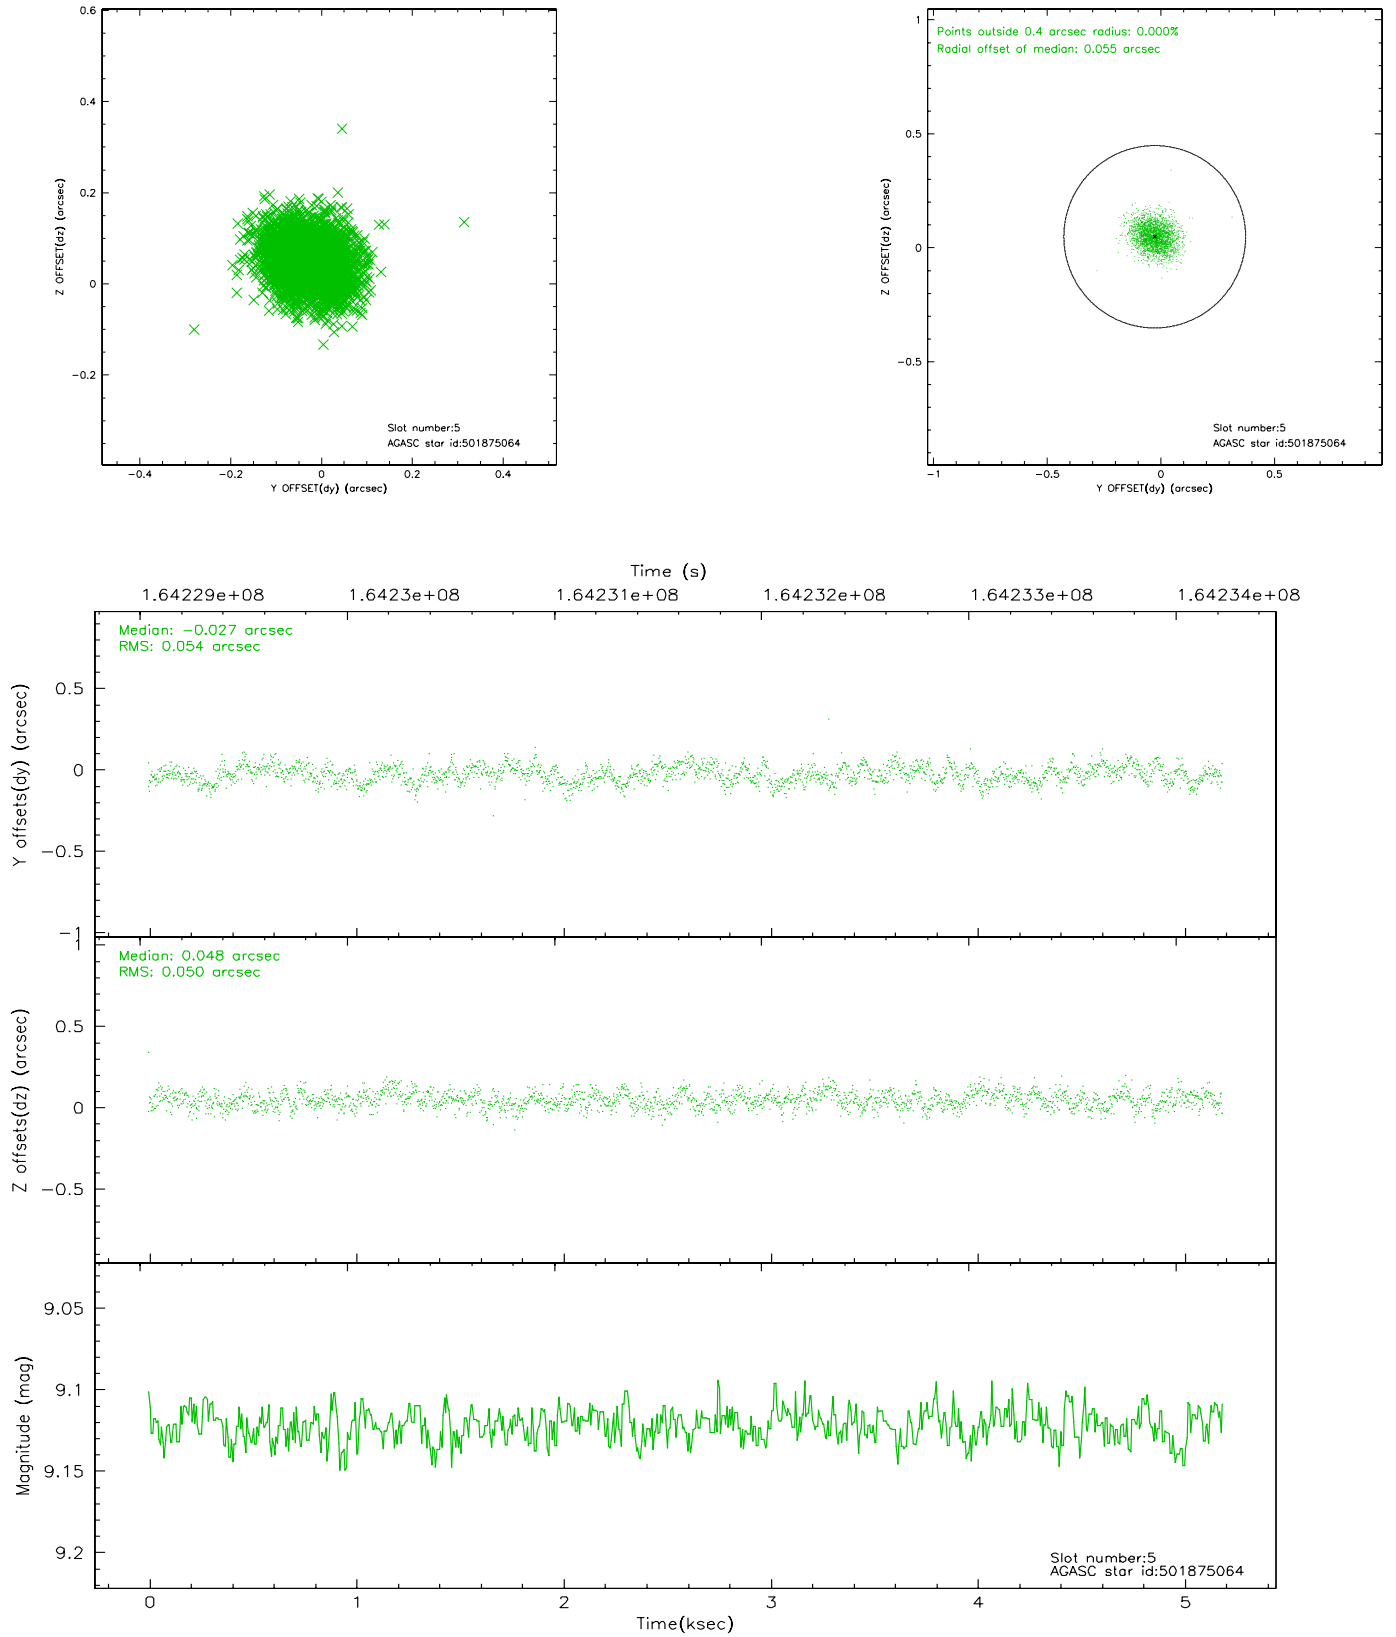 0.6
0.4
0.2
0
−0.2
Z OFFSET(dz) (arcsec)
Slot number:5
AGASC star id:501875064
−0.4 −0.2 0 0.2 0.4
Y OFFSET(dy) (arcsec)
Points outside 0.4 arcsec radius: 0.000%
Radial offset of median: 0.055 arcsec
1
0.5
0
−0.5
Z OFFSET(dz) (arcsec)
Slot number:5
AGASC star id:501875064
−1 −0.5 0 0.5
Y OFFSET(dy) (arcsec)
Time (s)
1.64229e+08 1.6423e+08 1.64231e+08 1.64232e+08 1.64233e+08 1.64234e+08
Median: −0.027 arcsec
RMS: 0.054 arcsec
0.5
0
−0.5
−1
Y offsets(dy) (arcsec)
1
Median: 0.048 arcsec
RMS: 0.050 arcsec
0.5
0
−0.5
Z offsets(dz) (arcsec)
9.05
9.1
9.15
9.2
Magnitude (mag)
Slot number:5
AGASC star id:501875064
0 1 2 3 4 5
Time(ksec)